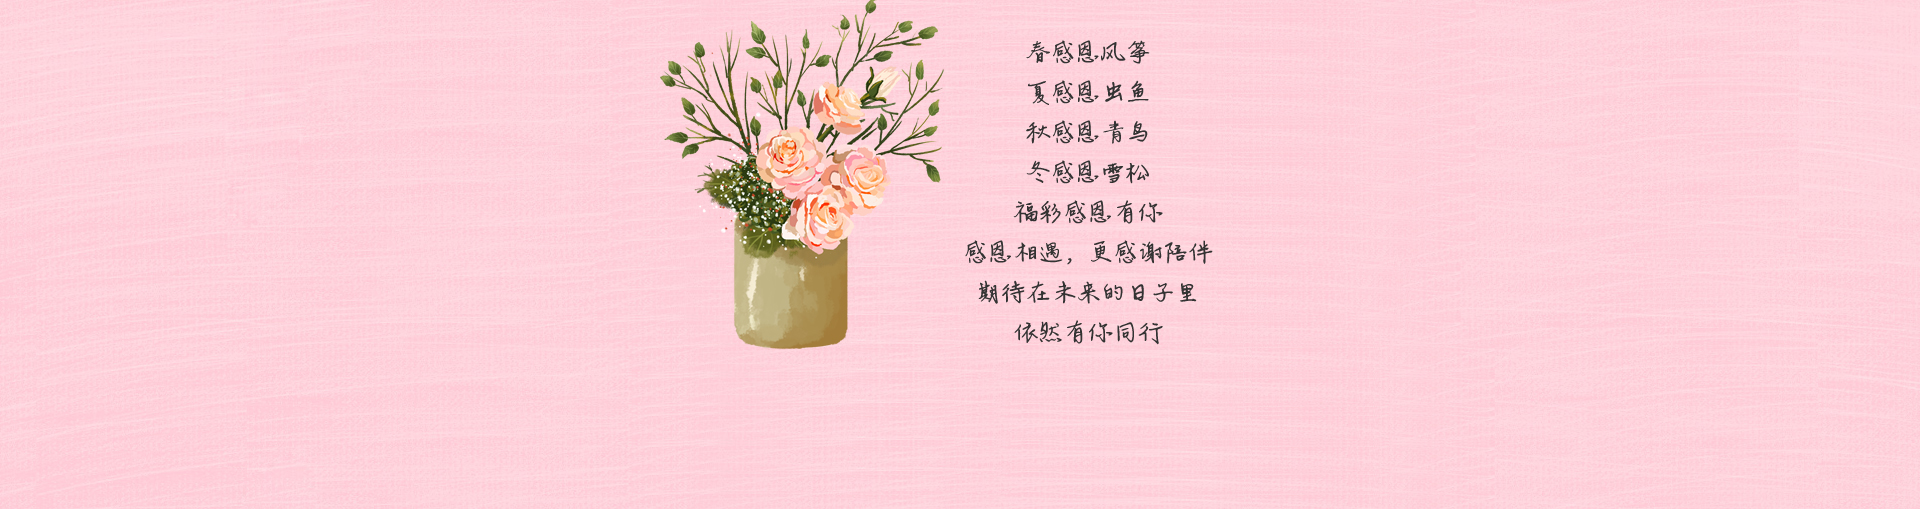 春感恩风筝
夏感恩虫鱼
秋感恩青鸟
冬感恩雪松
福彩感恩有你
感恩相遇，更感谢陪伴
期待在未来的日子里
依然有你同行